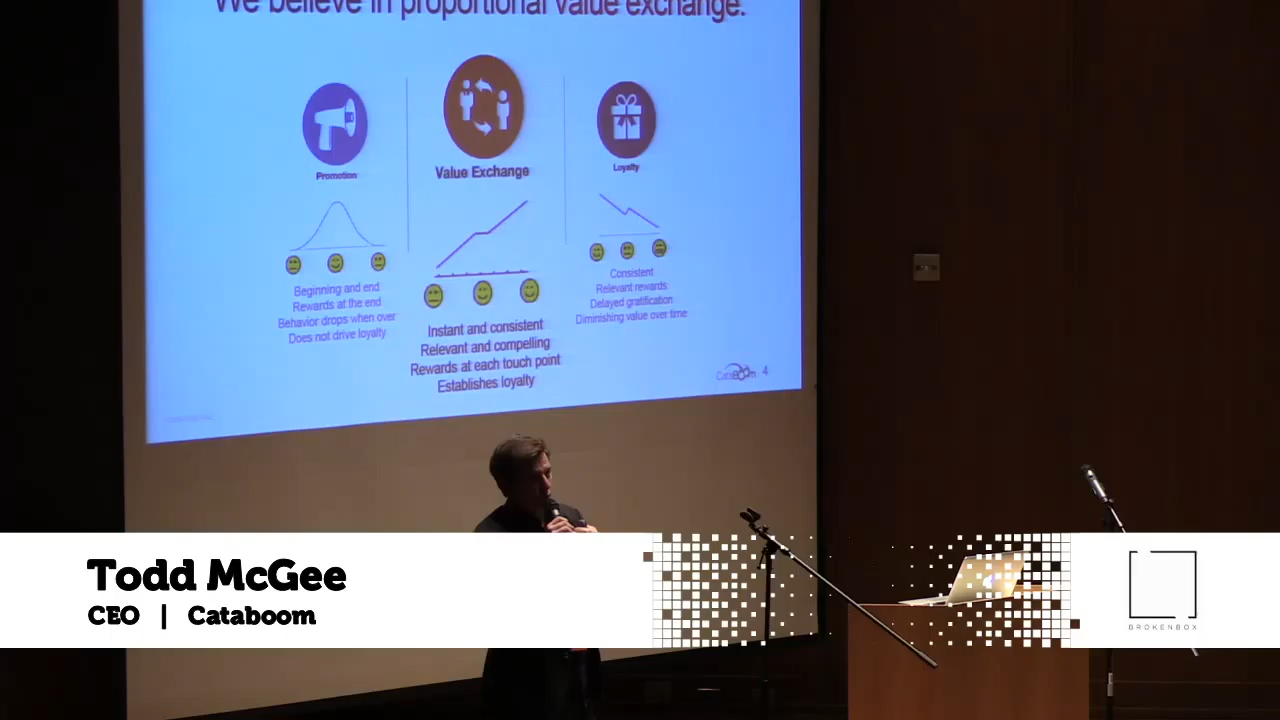 We believe in proportional value exchange.
Promotion
Value Exchange
Loyalty
Beginning and end
Rewards at the end
Behavior drops when over
Does not drive loyalty
Instant and consistent
Relevant and compelling
Rewards at each touch point
Establishes loyalty
Consistent
Relevant rewards
Delayed gratification
Diminishing value over time
CataBoom 4
Todd McGee
CEO | Cataboom
BROKENBOX